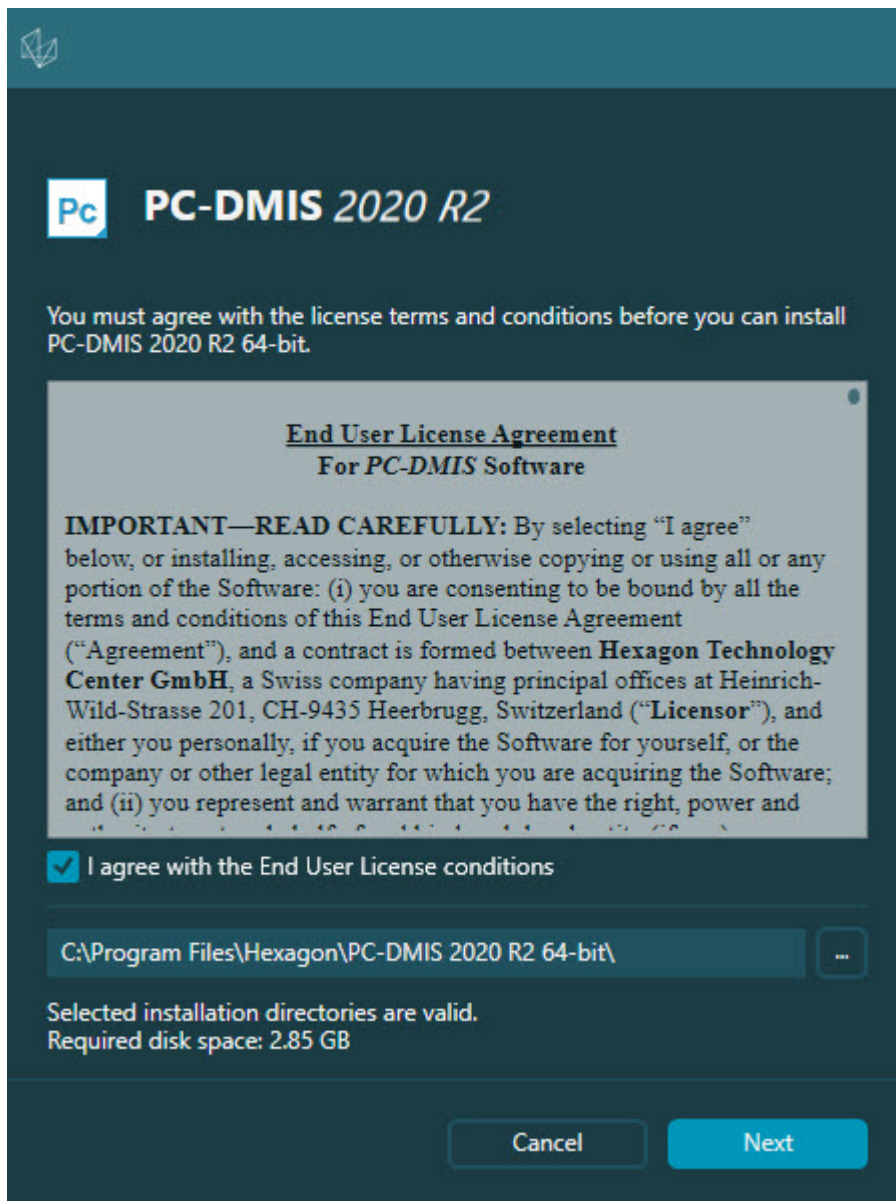 Pc PC-DMIS 2020 R2
You must agree with the license terms and conditions before you can install
PC-DMIS 2020 R2 64-bit.
End User License Agreement
For PC-DMIS Software
IMPORTANT—READ CAREFULLY: By selecting “I agree”
below, or installing, accessing, or otherwise copying or using all or any
portion of the Software: (i) you are consenting to be bound by all the
terms and conditions of this End User License Agreement
(“Agreement”), and a contract is formed between Hexagon Technology
Center GmbH, a Swiss company having principal offices at Heinrich-
Wild-Strasse 201, CH-9435 Heerbrugg, Switzerland (“Licensor”), and
either you personally, if you acquire the Software for yourself, or the
company or other legal entity for which you are acquiring the Software;
and (ii) you represent and warrant that you have the right, power and
I agree with the End User License conditions
C:\Program Files\Hexagon\PC-DMIS 2020 R2 64-bit\
...
Selected installation directories are valid.
Required disk space: 2.85 GB
Cancel
Next